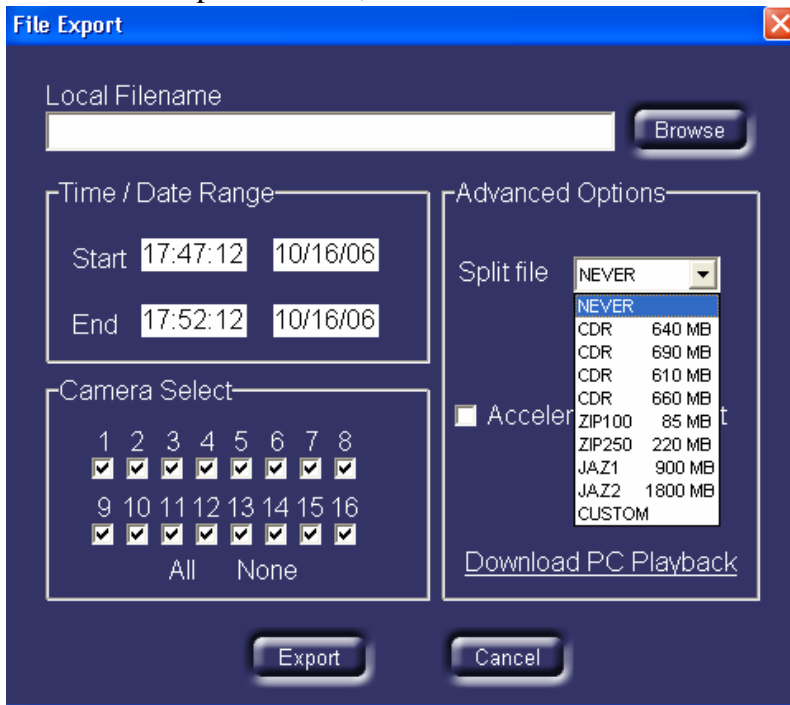 File Export
Local Filename
Browse
Time / Date Range
Start 17:47:12 10/16/06
End 17:52:12 10/16/06
Camera Select
1 2 3 4 5 6 7 8
9 10 11 12 13 14 15 16
All None
Advanced Options
Split file NEVER
NEVER
CDR 640 MB
CDR 690 MB
CDR 610 MB
CDR 660 MB
ZIP100 85 MB
ZIP250 220 MB
JAZ1 900 MB
JAZ2 1800 MB
CUSTOM
Download PC Playback
Export
Cancel